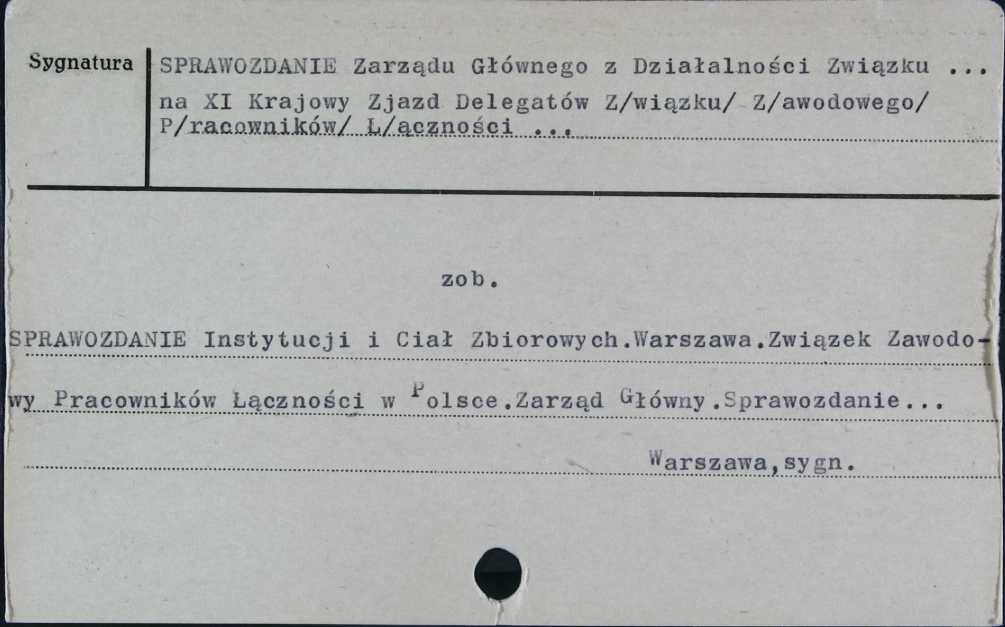 Sygnatura
SPRAWOZDANIE Zarządu Głównego z Działalności Związku ...
na XI Krajowy Zjazd Delegatów Z/wiązku/ Z/awodowego/
P/racowników/ Ł/ączności ...
zob.
SPRAWOZDANIE Instytucji i Ciał Zbiorowych.Warszawa.Związek Zawodo-
wy Pracowników Łączności w Polsce.Zarząd Główny.Sprawozdanie...
Warszawa,sygn.